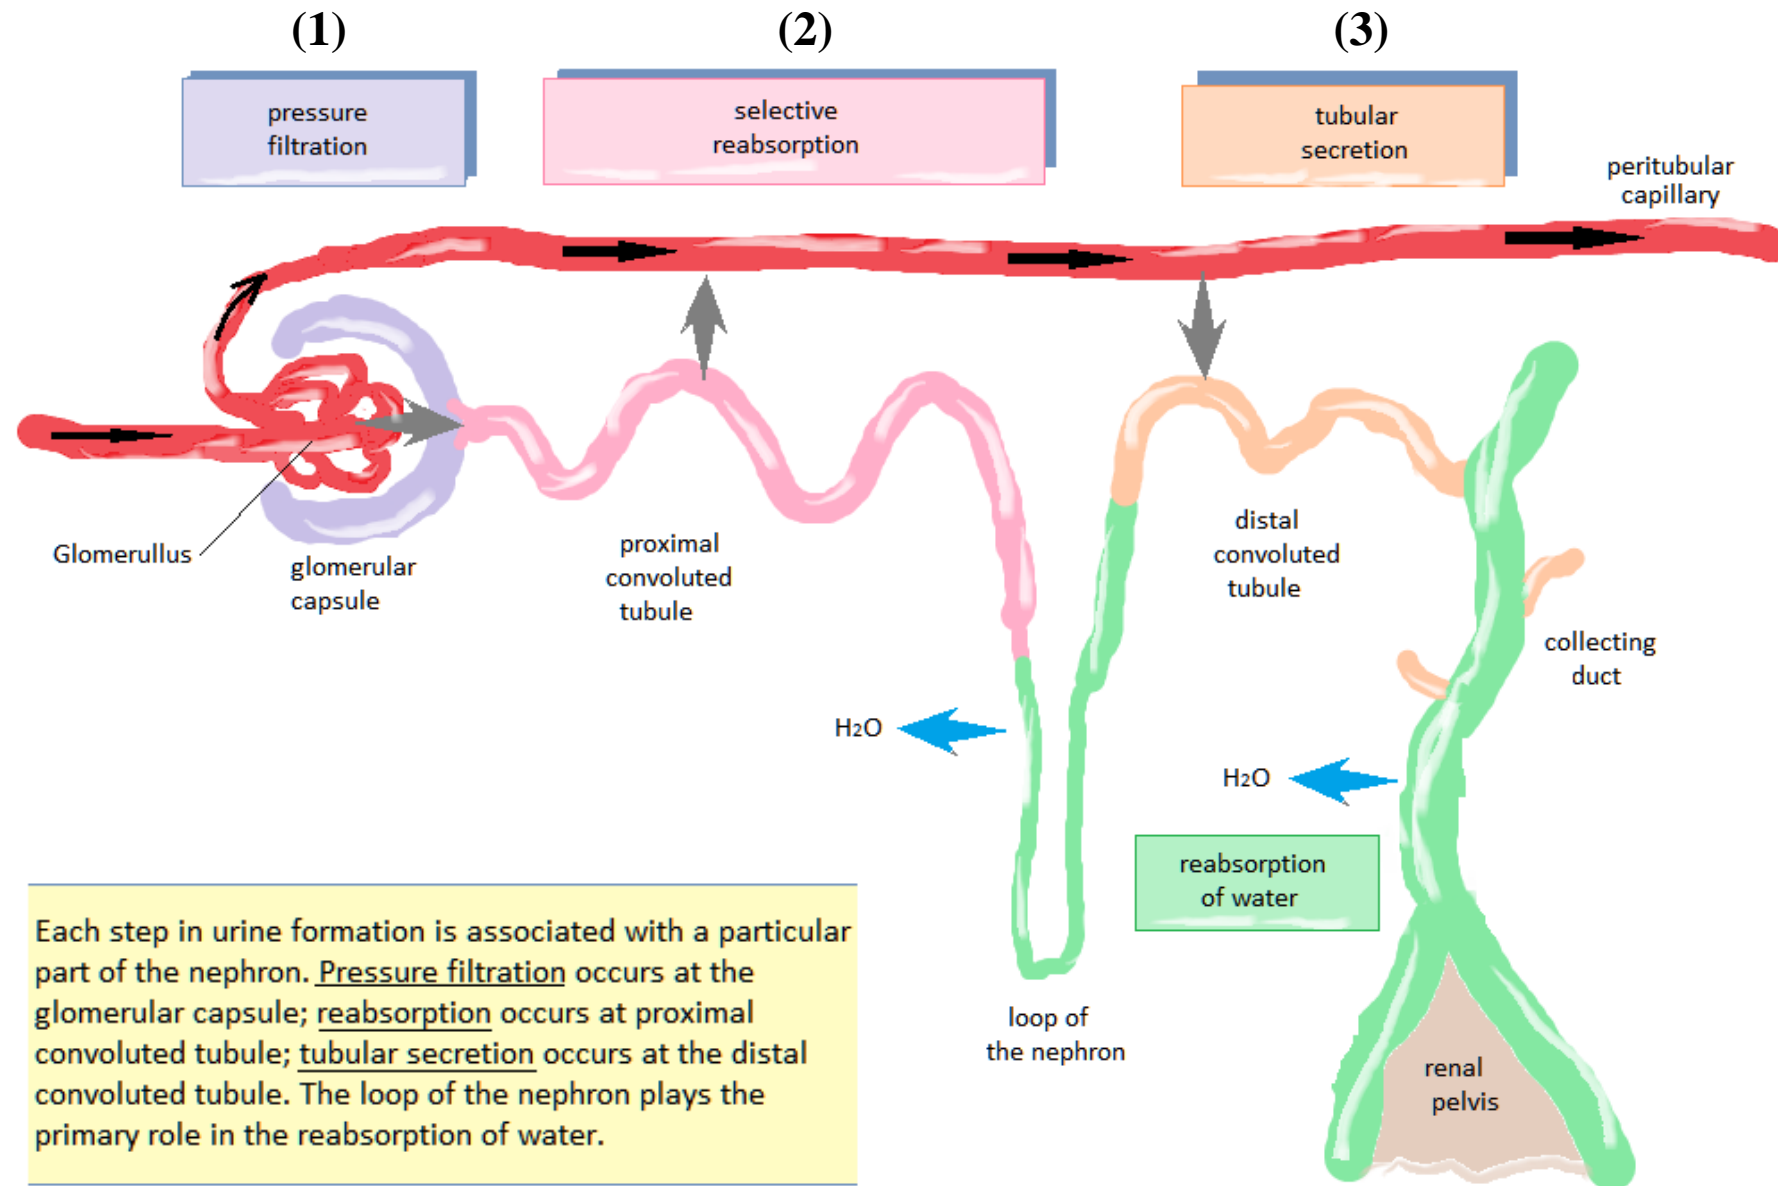 (1)
(2)
(3)
pressure
filtration
selective
reabsorption
tubular
secretion
peritubular
capillary
Glomerullus
glomerular
capsule
proximal
convoluted
tubule
distal
convoluted
tubule
collecting
duct
H2O
H2O
reabsorption
of water
loop of
the nephron
renal
pelvis
Each step in urine formation is associated with a particular
part of the nephron. Pressure filtration occurs at the
glomerular capsule; reabsorption occurs at proximal
convoluted tubule; tubular secretion occurs at the distal
convoluted tubule. The loop of the nephron plays the
primary role in the reabsorption of water.